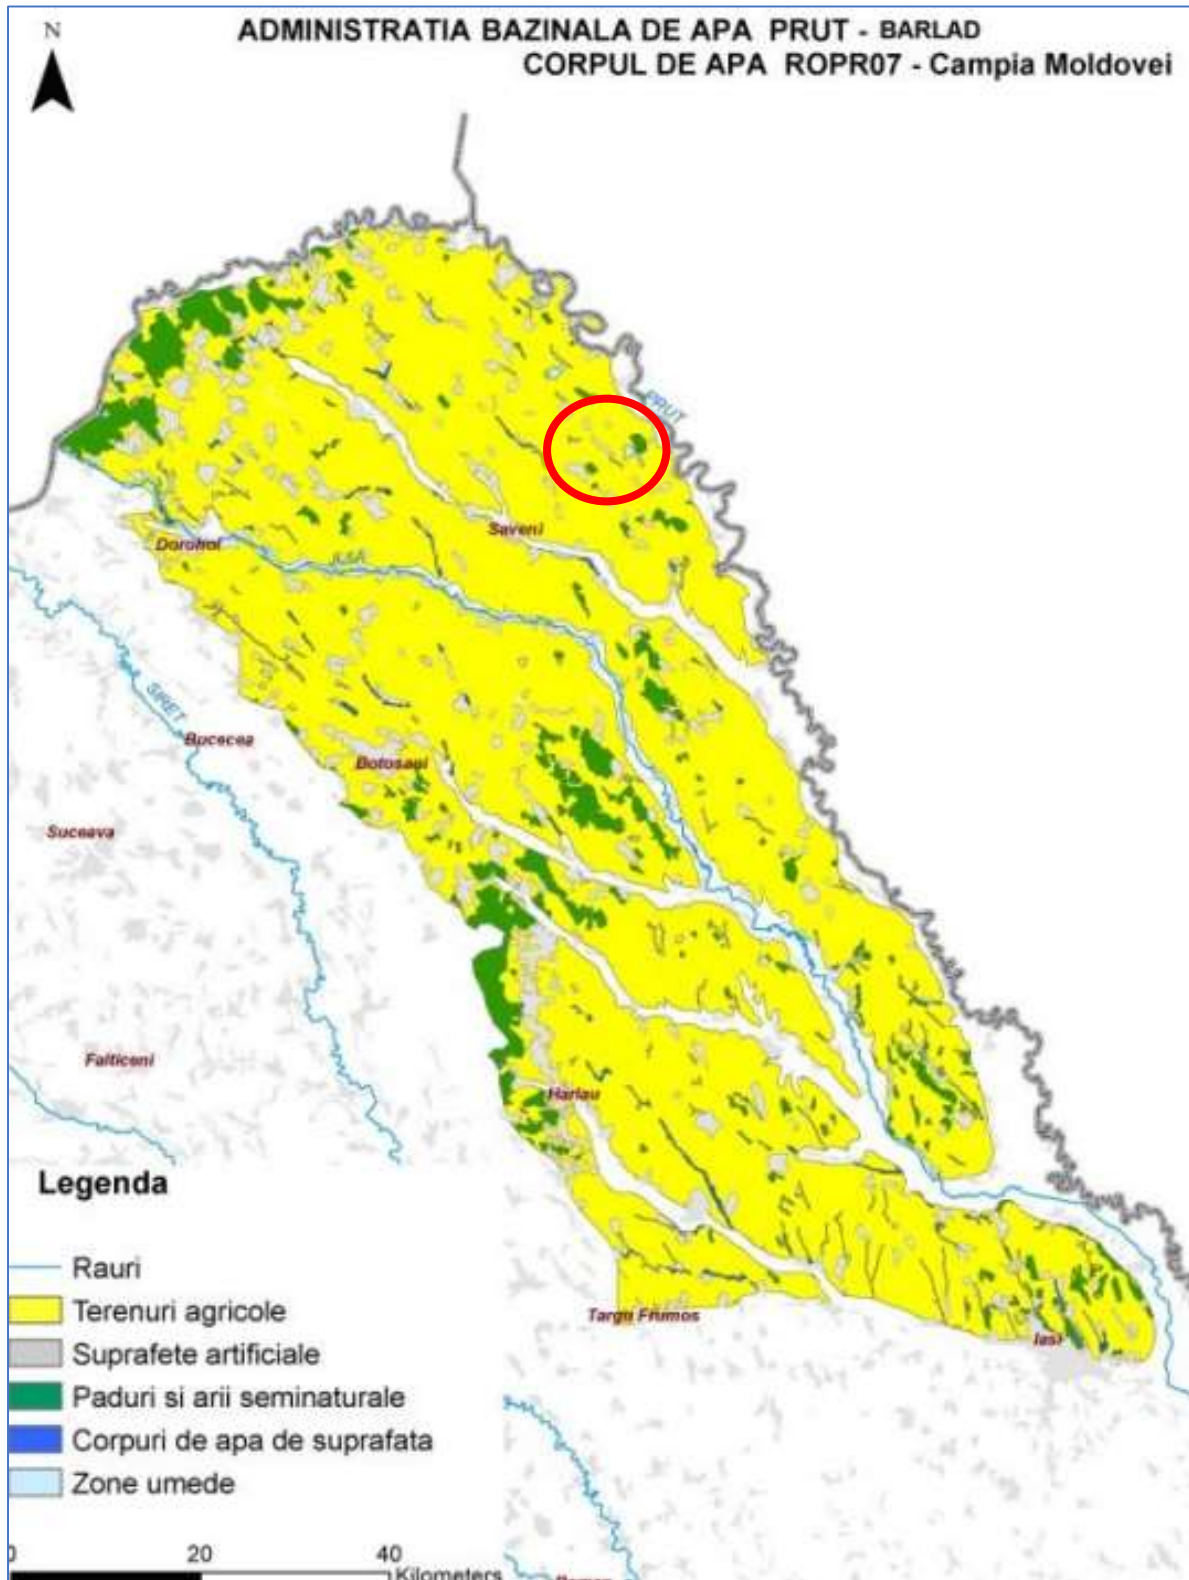 N
ADMINISTRATIA BAZINALA DE APA PRUT - BARLAD
CORPUL DE APA ROPR07 - Campia Moldovei
PRUT
Saveni
Dorohoi
JIJIA
SIRET
Bucecea
Botosani
Suceava
Falticeni
Harlau
Legenda
Rauri
Terenuri agricole
Targu Frumos
Suprafete artificiale
Iasi
Paduri si arii seminaturale
Corpuri de apa de suprafata
Zone umede
0 20 40
Kilometers